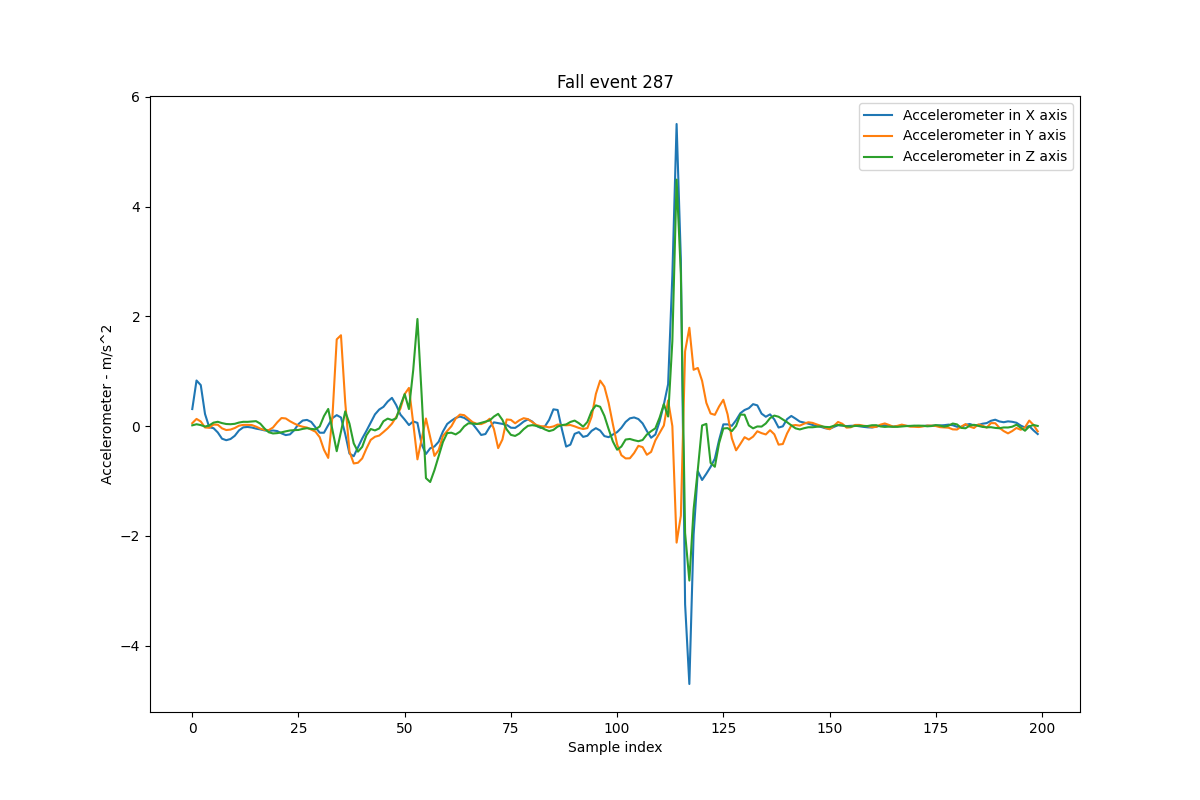 Fall event 287
6
4
2
0
−2
−4
Accelerometer - m/s^2
Accelerometer in X axis
Accelerometer in Y axis
Accelerometer in Z axis
0 25 50 75 100 125 150 175 200
Sample index